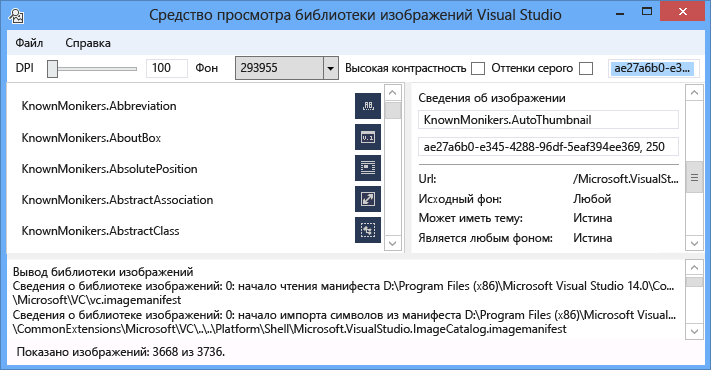 Средство просмотра библиотеки изображений Visual Studio
Файл Справка
DPI 100 Фон 293955 Высокая контрастность Оттенки серого ae27a6b0-e3...
KnownMonikers.Abbreviation
KnownMonikers.AboutBox
KnownMonikers.AbsolutePosition
KnownMonikers.AbstractAssociation
KnownMonikers.AbstractClass
Сведения об изображении
KnownMonikers.AutoThumbnail
ae27a6b0-e345-4288-96df-5eaf394ee369, 250
Url: /Microsoft.VisualSt...
Исходный фон: Любой
Может иметь тему: Истина
Является любым фоном: Истина
Вывод библиотеки изображений
Сведения о библиотеке изображений: 0: начало чтения манифеста D:\Program Files (x86)\Microsoft Visual Studio 14.0\Co...
\Microsoft\VC\vc.imagemanifest
Сведения о библиотеке изображений: 0: начало импорта символов из манифеста D:\Program Files (x86)\Microsoft Visual...
\CommonExtensions\Microsoft\VC\..\..\Platform\Shell\Microsoft.VisualStudio.ImageCatalog.imagemanifest
Показано изображений: 3668 из 3736.